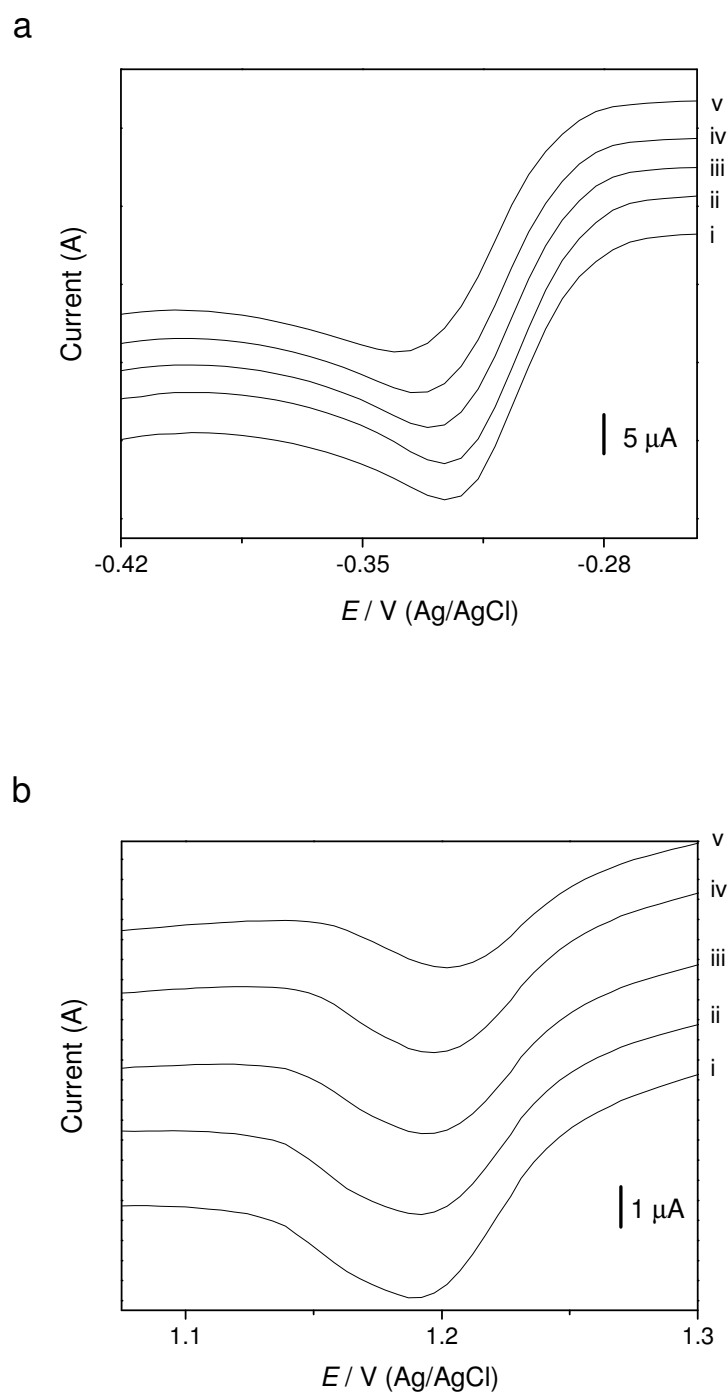 a
Current (A)
v
iv
iii
ii
i
5 μA
-0.42
-0.35
-0.28
E / V (Ag/AgCl)
b
Current (A)
v
iv
iii
ii
i
1 μA
1.1
1.2
1.3
E / V (Ag/AgCl)